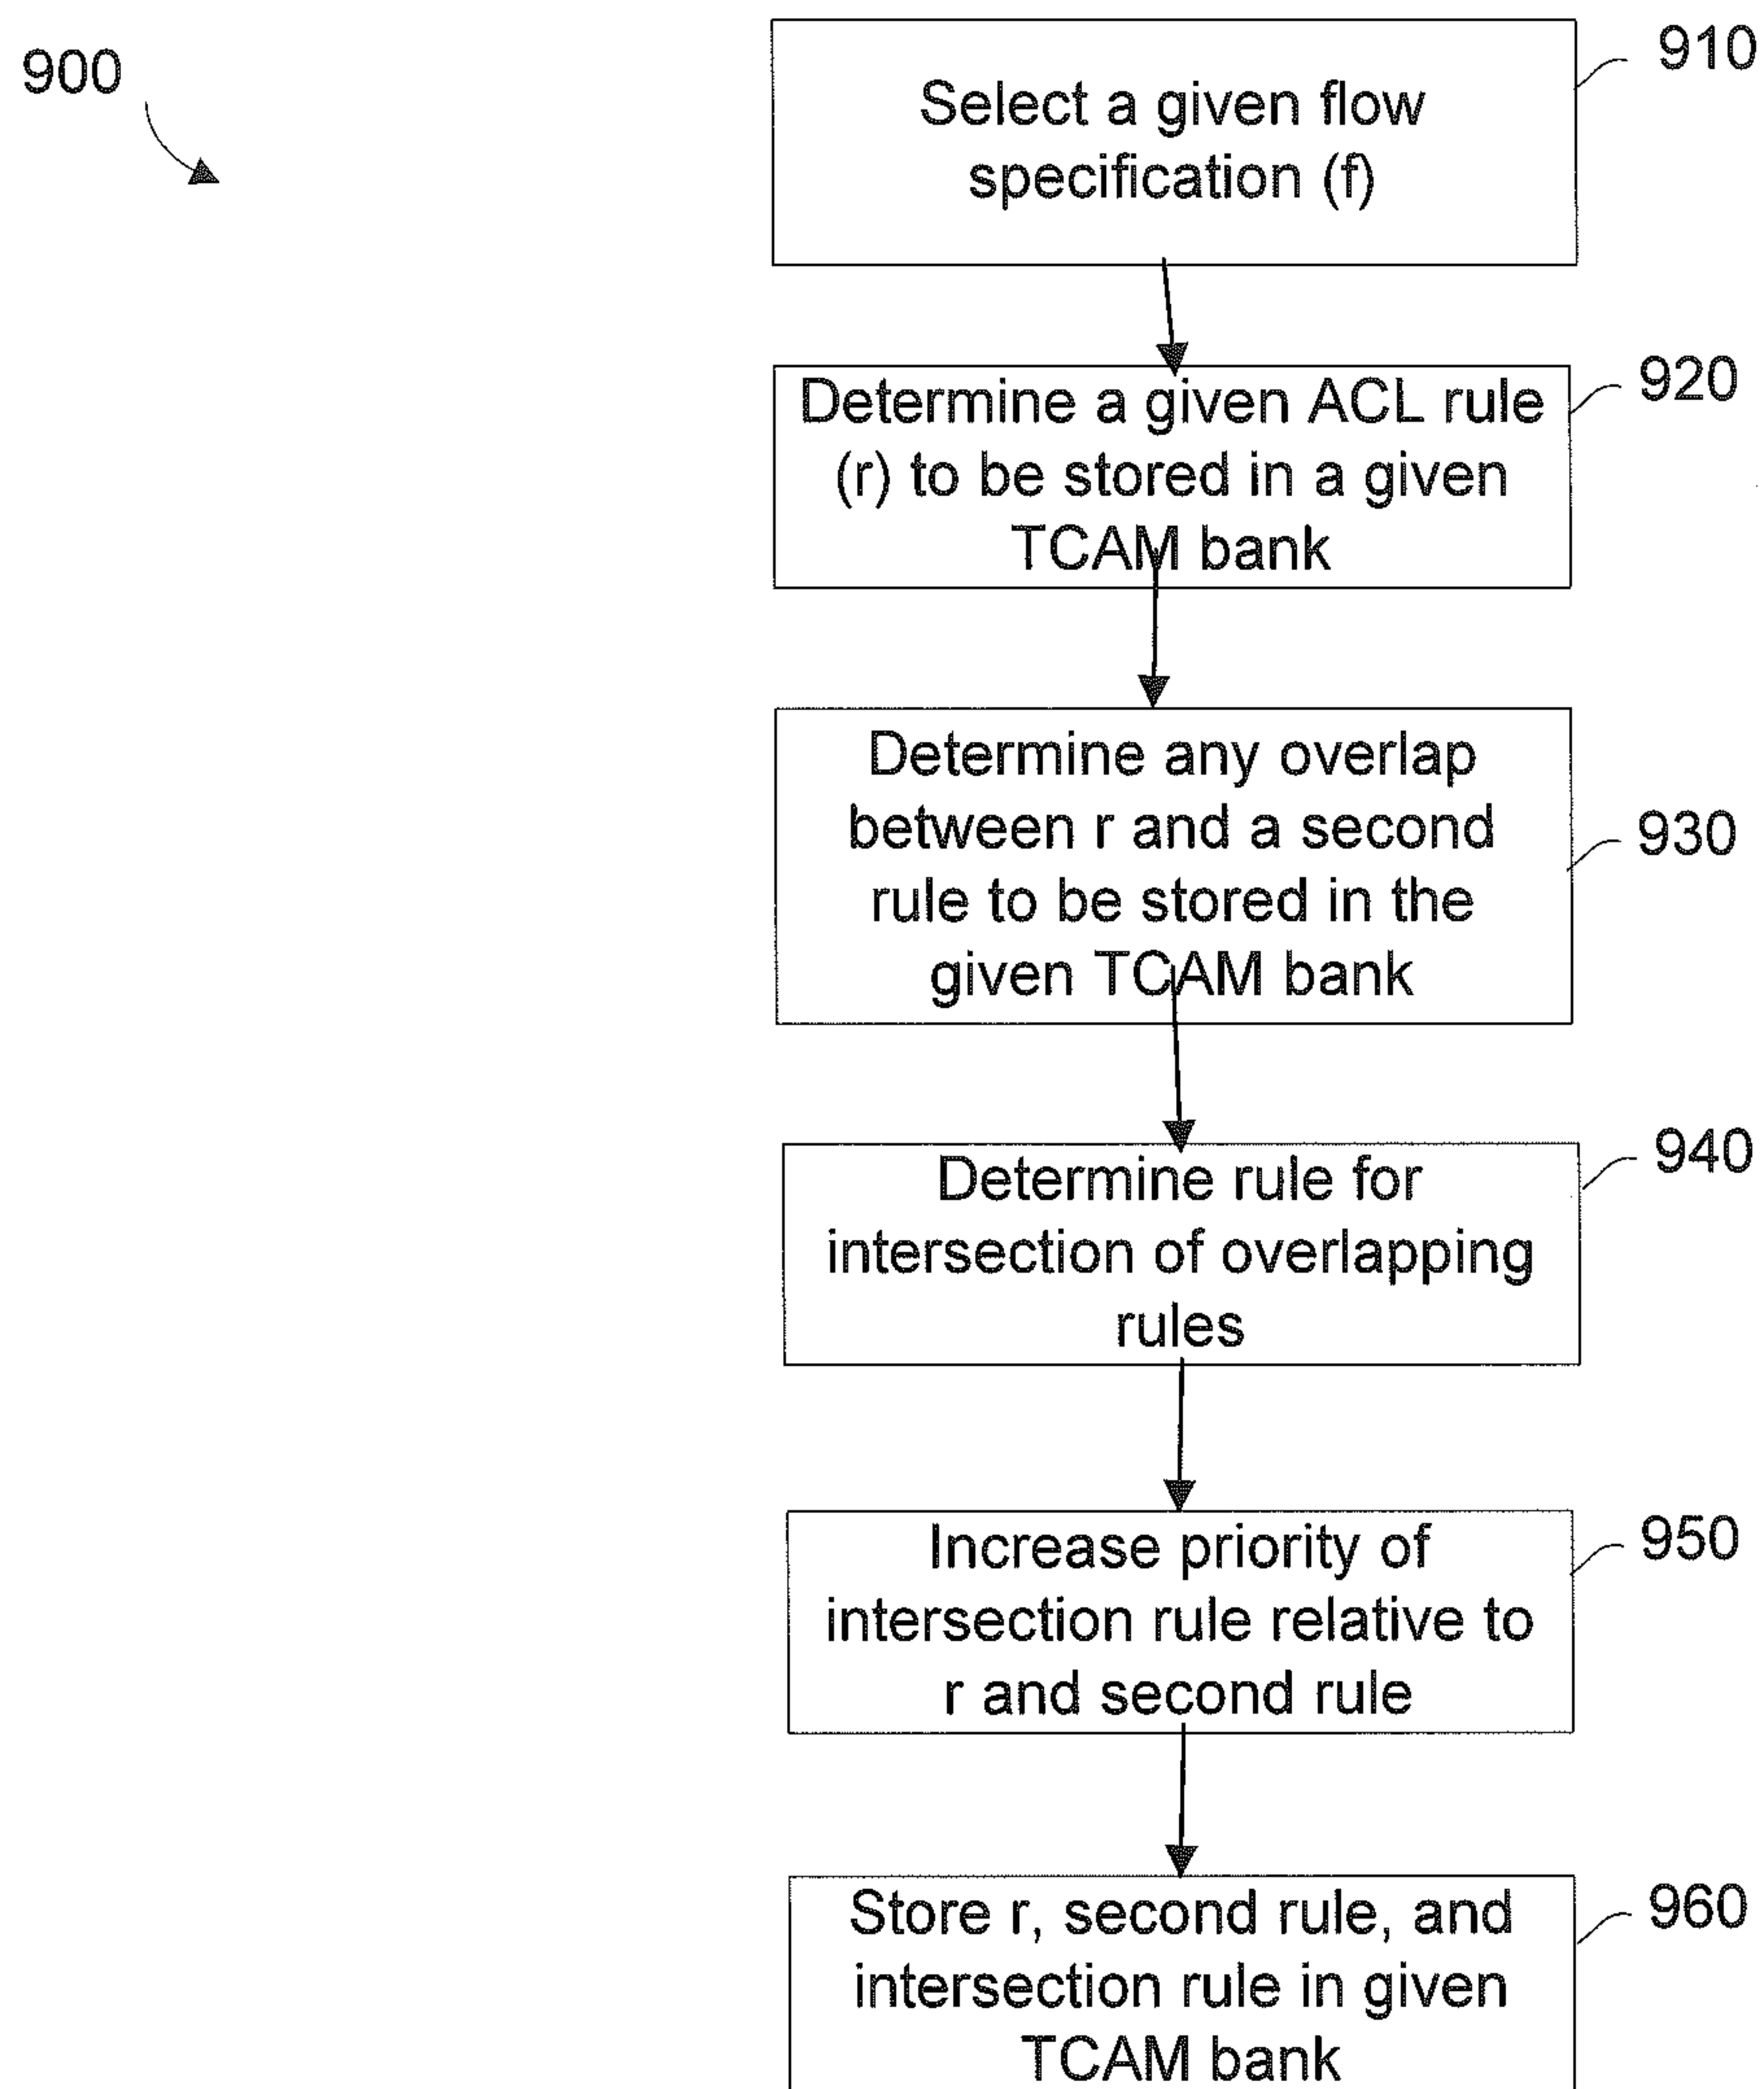 900
910
Select a given flow
specification (f)
920
Determine a given ACL rule
(r) to be stored in a given
TCAM bank
930
Determine any overlap
between r and a second
rule to be stored in the
given TCAM bank
940
Determine rule for
intersection of overlapping
rules
950
Increase priority of
intersection rule relative to
r and second rule
960
Store r, second rule, and
intersection rule in given
TCAM bank